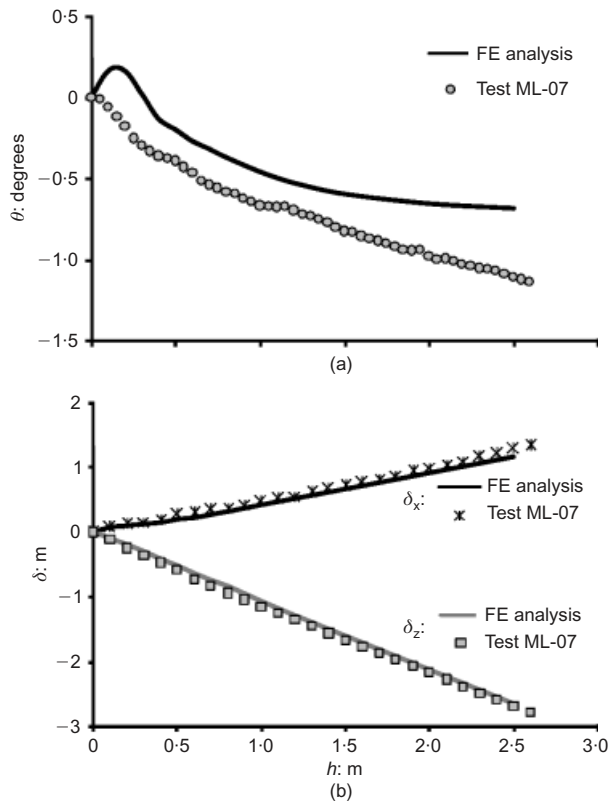 0·5
0
−0·5
−1·0
−1·5
θ: degrees
FE analysis
Test ML-07
(a)
2
1
0
−1
−2
−3
δ: m
δx: FE analysis
Test ML-07
δz: FE analysis
Test ML-07
0 0·5 1·0 1·5 2·0 2·5 3·0
h: m
(b)